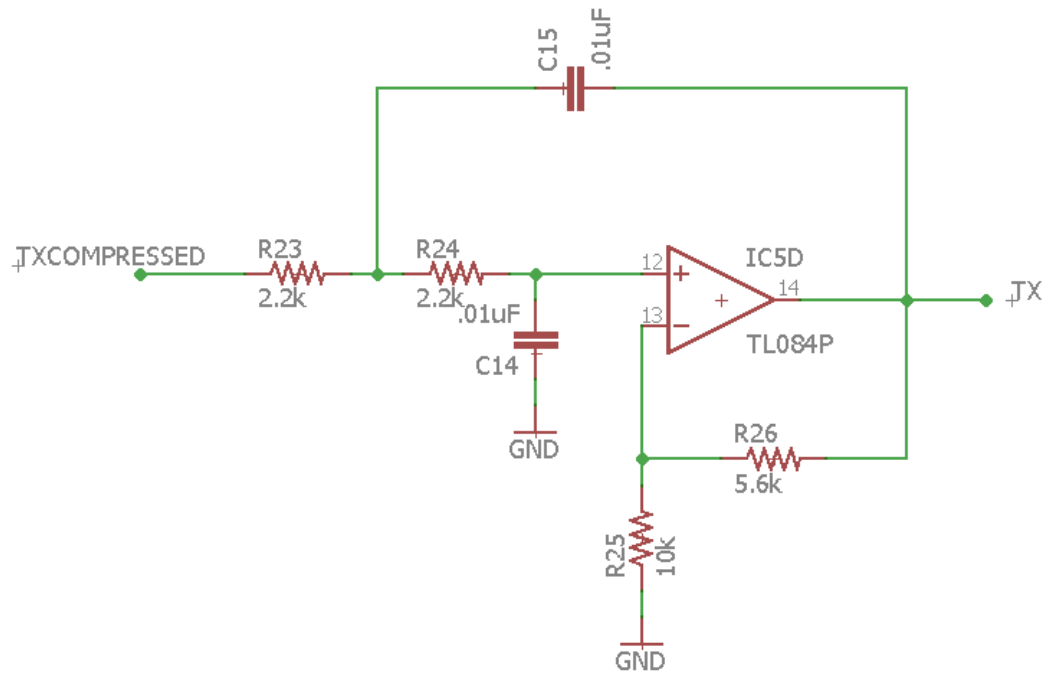 C15
.01uF
TXCOMPRESSED
R23
2.2k
R24
2.2k
.01uF
C14
GND
12
13
14
IC5D
TL084P
TX
R26
5.6k
R25
10k
GND